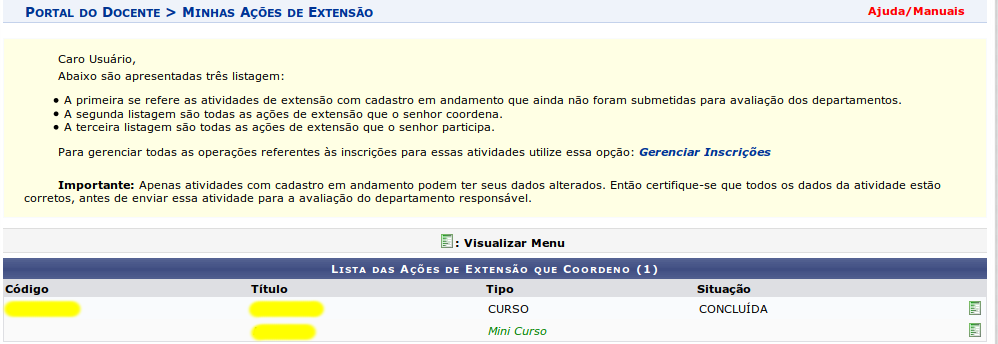 Portal do Docente > Minhas Ações de Extensão
Ajuda/Manuais
Caro Usuário,
Abaixo são apresentadas três listagem:
• A primeira se refere as atividades de extensão com cadastro em andamento que ainda não foram submetidas para avaliação dos departamentos.
• A segunda listagem são todas as ações de extensão que o senhor coordena.
• A terceira listagem são todas as ações de extensão que o senhor participa.
Para gerenciar todas as operações referentes às inscrições para essas atividades utilize essa opção: Gerenciar Inscrições
Importante: Apenas atividades com cadastro em andamento podem ter seus dados alterados. Então certifique-se que todos os dados da atividade estão
corretos, antes de enviar essa atividade para a avaliação do departamento responsável.
: Visualizar Menu
Lista das Ações de Extensão que Coordeno (1)
Código Título Tipo Situação
CURSO CONCLUÍDA
Mini Curso